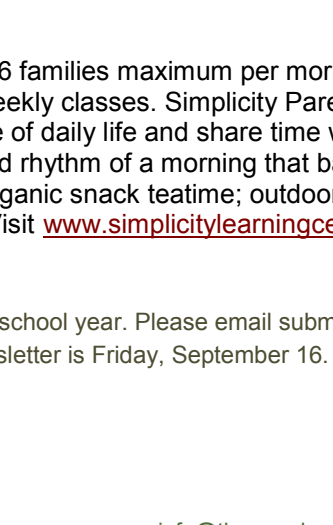 6 families maximum per mor
eekly classes. Simplicity Pare
e of daily life and share time
d rhythm of a morning that ba
ganic snack teatime; outdoor
Visit www.simplicitylearningce
school year. Please email subm
sletter is Friday, September 16.